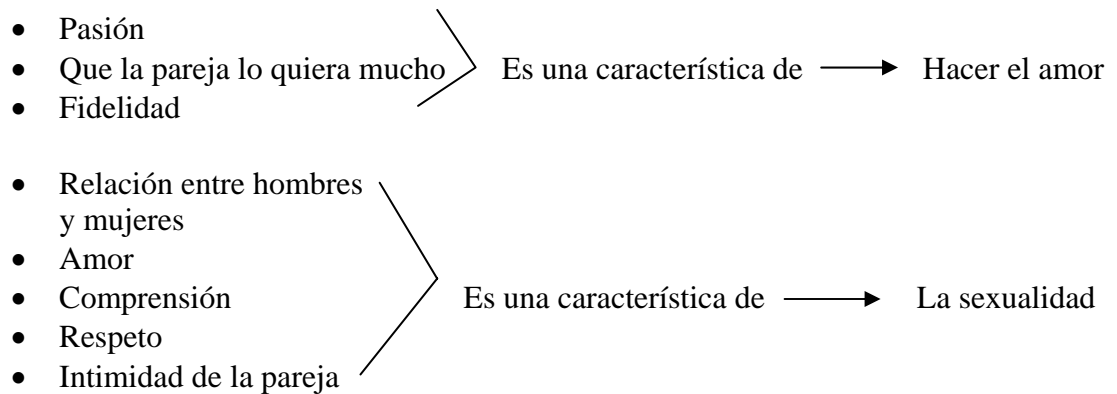 • Pasión
• Que la pareja lo quiera mucho Es una característica de Hacer el amor
• Fidelidad
• Relación entre hombres
y mujeres
• Amor
• Comprensión Es una característica de La sexualidad
• Respeto
• Intimidad de la pareja